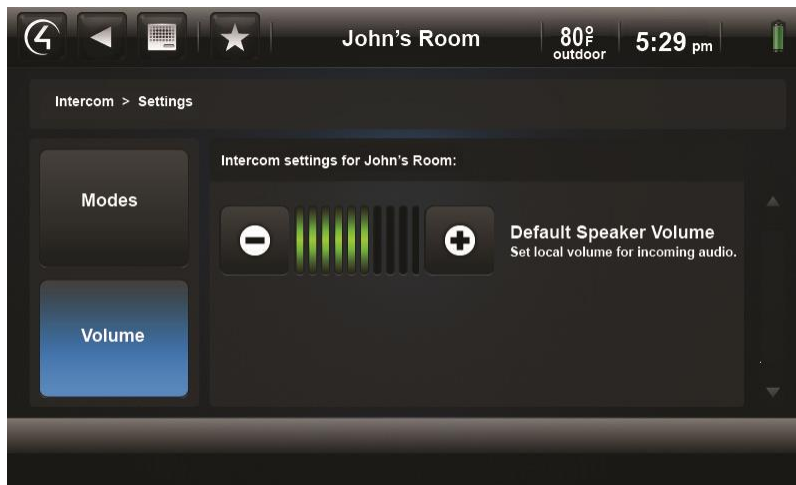 John's Room
80°F
outdoor
5:29 pm
Intercom > Settings
Modes
Volume
Intercom settings for John's Room:
Default Speaker Volume
Set local volume for incoming audio.